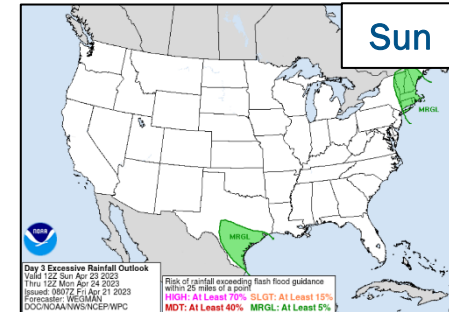 Sun
MRGL
MRGL
noaa
Day 3 Excessive Rainfall Outlook
Valid 12Z Sun Apr 23 2023
Thru 12Z Mon Apr 24 2023
Issued: 0807Z Fri Apr 21 2023
Forecaster: WEGMAN
DOC/NOAA/NWS/NCEP/WPC
Risk of rainfall exceeding flash flood guidance
within 25 miles of a point
HIGH: At Least 70% SLGT: At Least 15%
MDT: At Least 40% MRGL: At Least 5%